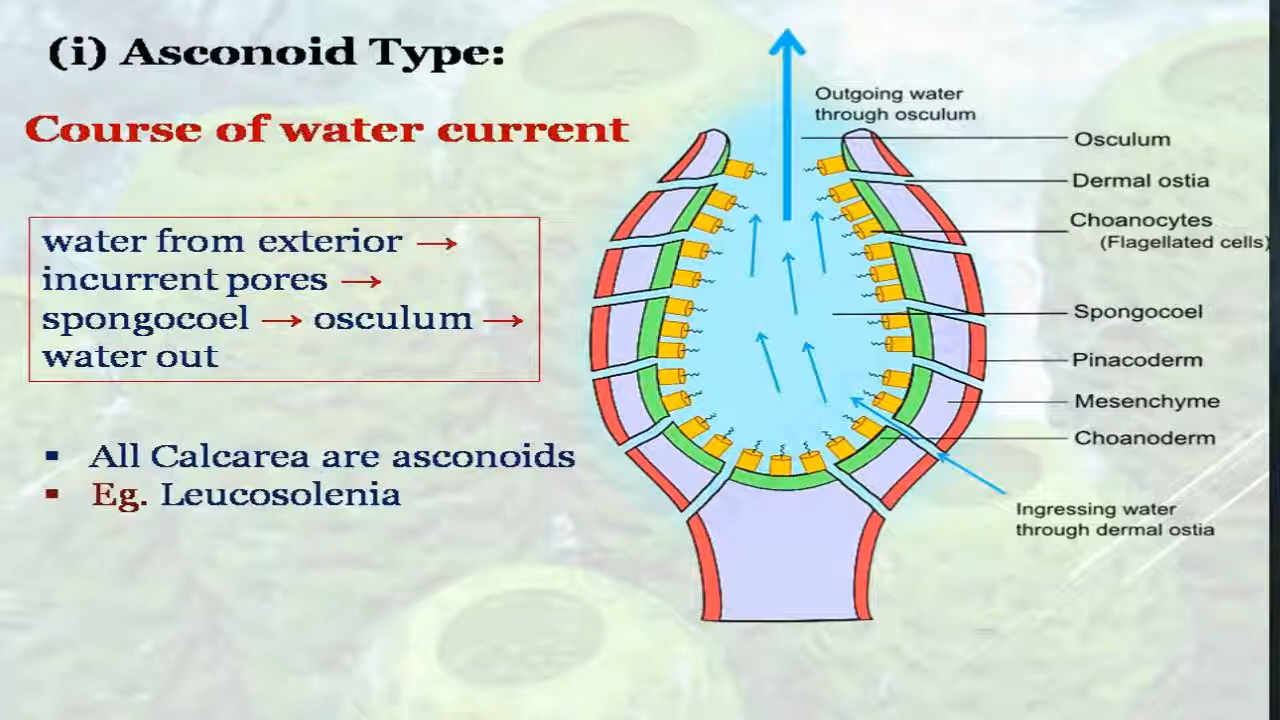 (i) Asconoid Type:
Course of water current
water from exterior →
incurrent pores →
spongocoel → osculum →
water out
▪ All Calcarea are asconoids
▪ Eg. Leucosolenia
Outgoing water
through osculum
Osculum
Dermal ostia
Choanocytes
(Flagellated cells)
Spongocoel
Pinacoderm
Mesenchyme
Choanoderm
Ingressing water
through dermal ostia